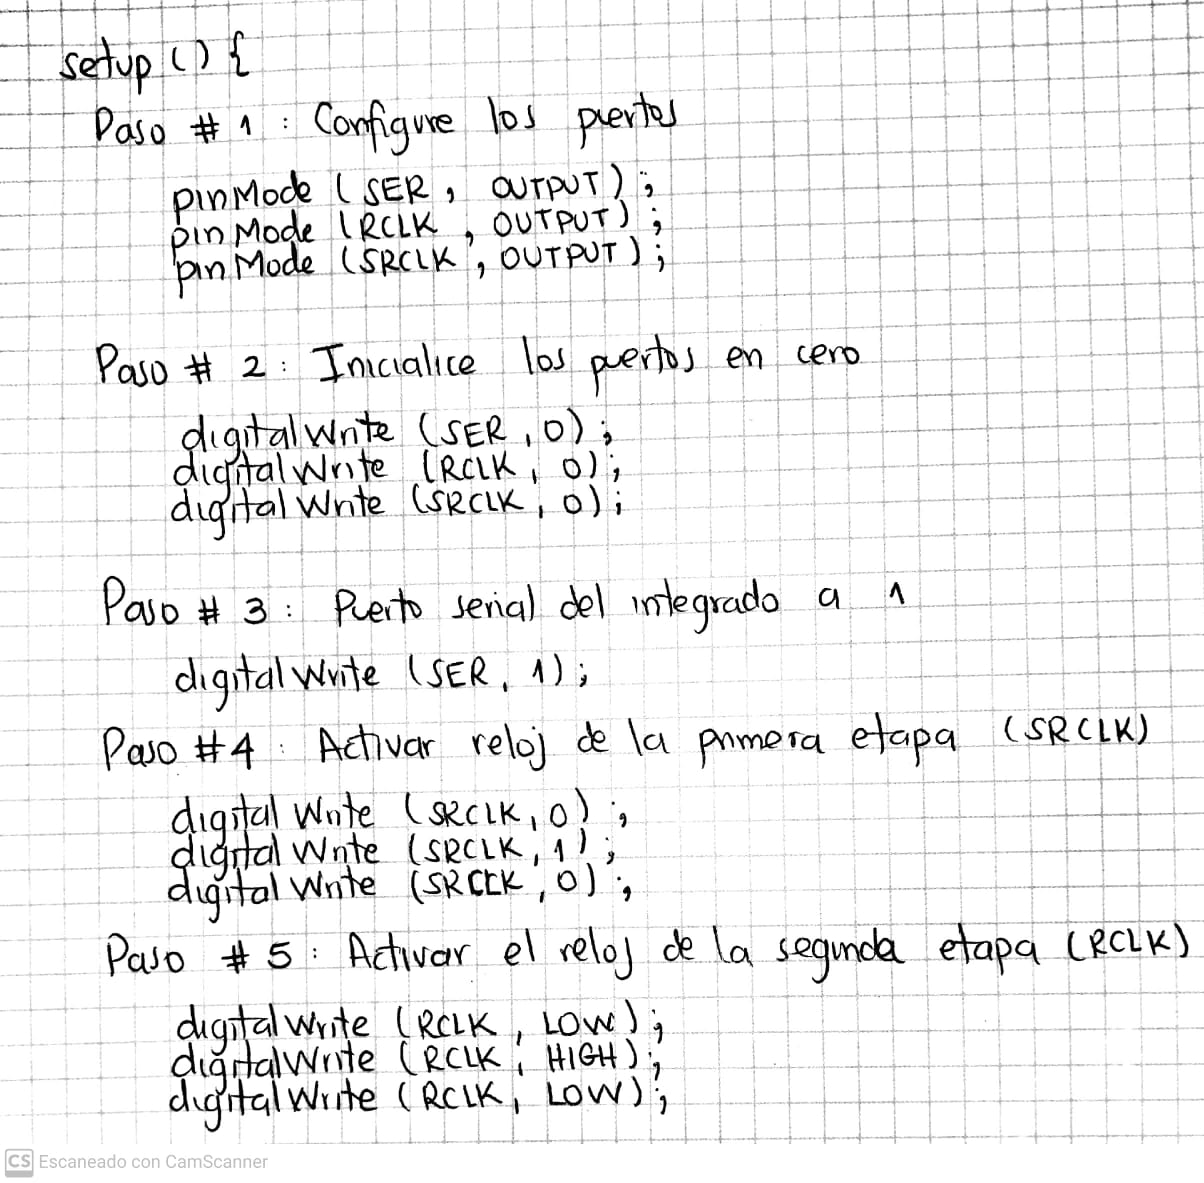 setup () {
Paso # 1 : Configure los puertos
pinMode (SER, OUTPUT);
pinMode (RCLK, OUTPUT);
pinMode (SRCLK, OUTPUT);
Paso # 2 : Inicialice los puertos en cero
digitalWrite (SER, 0);
digitalWrite (RCLK, 0);
digitalWrite (SRCLK, 0);
Paso # 3 : Puerto serial del integrado a 1
digitalWrite (SER, 1);
Paso #4 : Activar reloj de la primera etapa (SRCLK)
digitalWrite (SRCLK, 0);
digitalWrite (SRCLK, 1);
digitalWrite (SRCLK, 0);
Paso # 5 : Activar el reloj de la segunda etapa (RCLK)
digitalWrite (RCLK, LOW);
digitalWrite (RCLK, HIGH);
digitalWrite (RCLK, LOW);
CS Escaneado con CamScanner